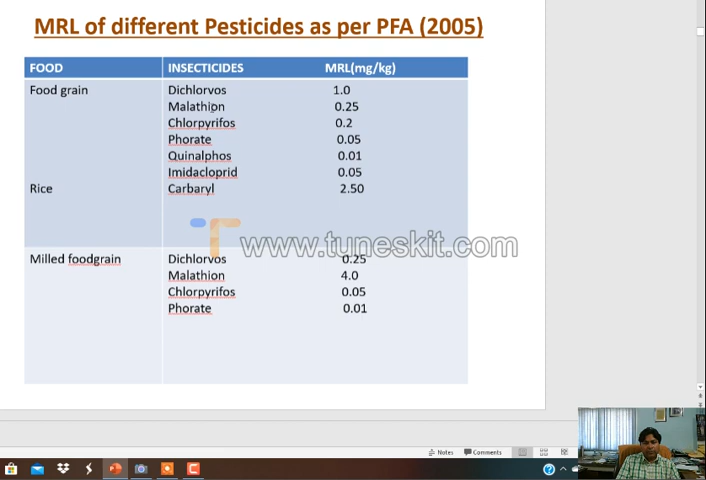 MRL of different Pesticides as per PFA (2005)
FOOD INSECTICIDES MRL(mg/kg)
Food grain Dichlorvos 1.0
Malathion 0.25
Chlorpyrifos 0.2
Phorate 0.05
Quinalphos 0.01
Imidacloprid 0.05
Rice Carbaryl 2.50
www.tuneskit.com
Milled foodgrain Dichlorvos 0.25
Malathion 4.0
Chlorpyrifos 0.05
Phorate 0.01
Notes Comments